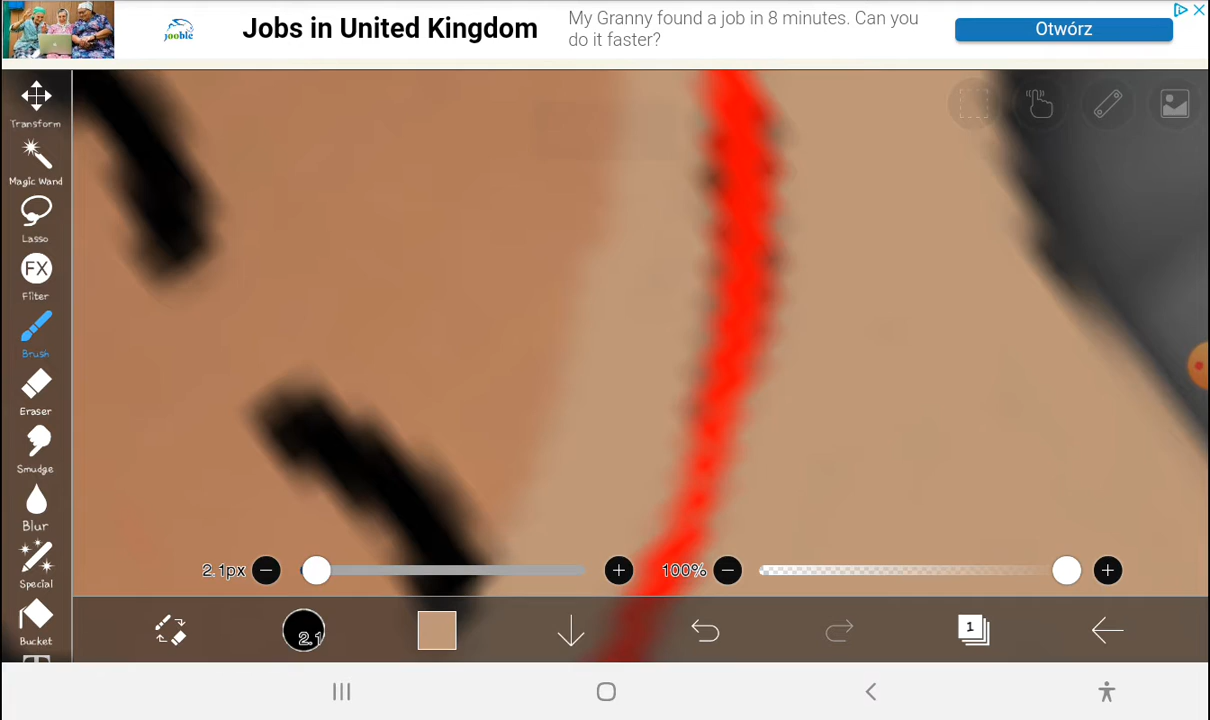 jooble
Jobs in United Kingdom
My Granny found a job in 8 minutes. Can you
do it faster?
Otwórz
Transform
Magic Wand
Lasso
FX
Filter
Brush
Eraser
Smudge
Blur
Special
Bucket
2.1px
100%
2.1
1